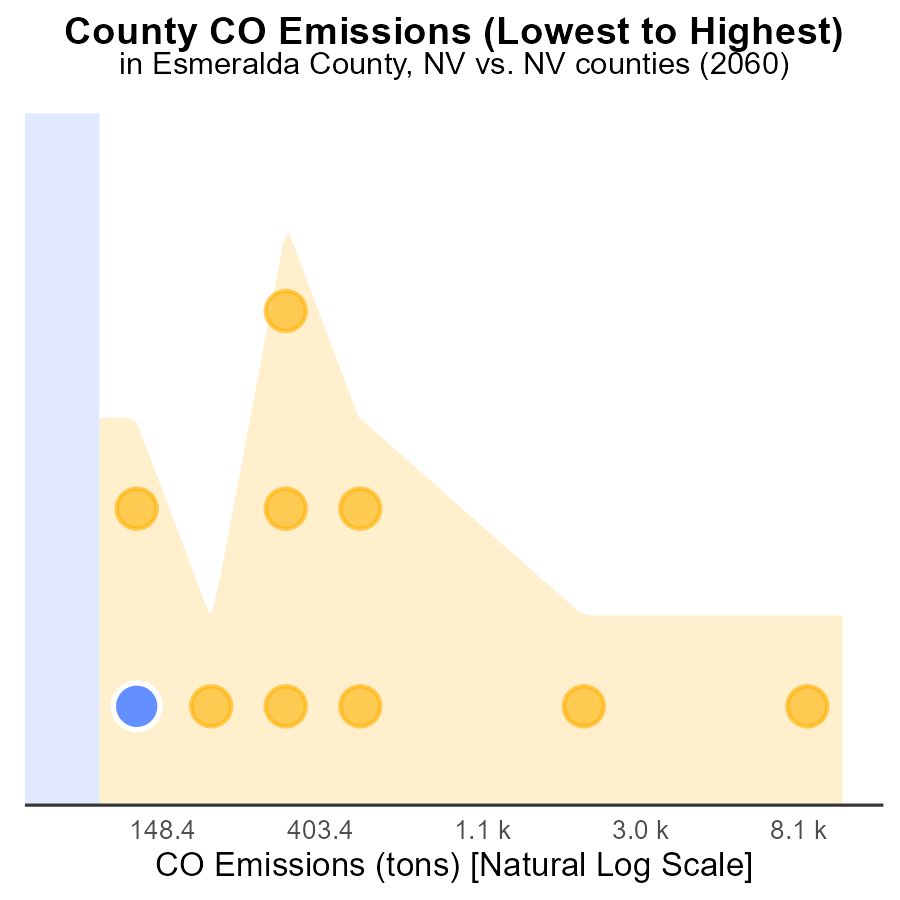 County CO Emissions (Lowest to Highest)
in Esmeralda County, NV vs. NV counties (2060)
148.4 403.4 1.1 k 3.0 k 8.1 k
CO Emissions (tons) [Natural Log Scale]